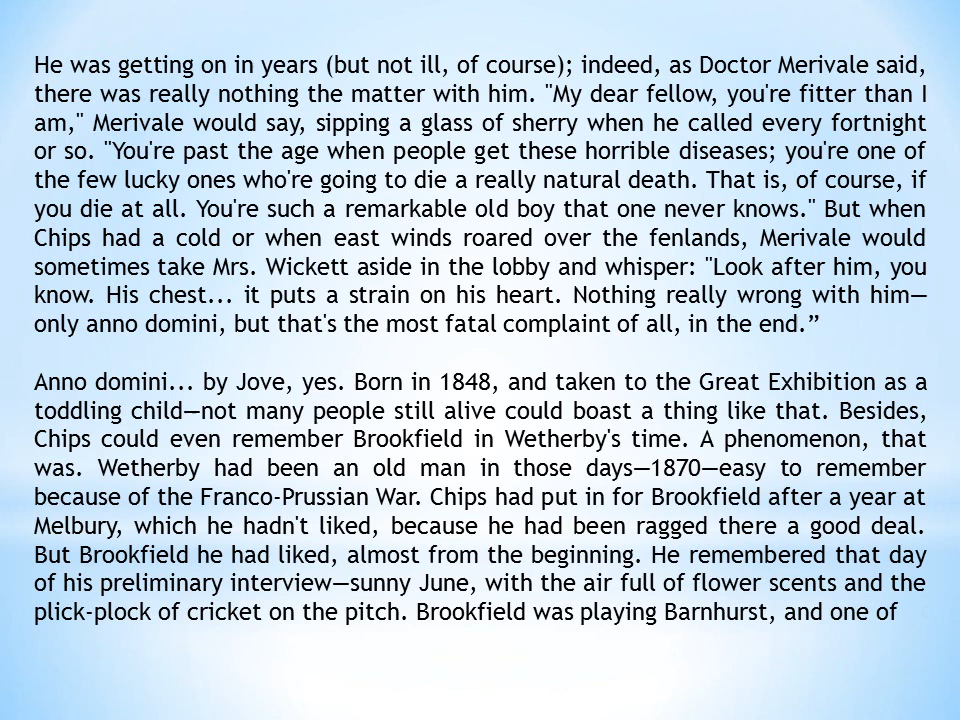 He was getting on in years (but not ill, of course); indeed, as Doctor Merivale said,
there was really nothing the matter with him. "My dear fellow, you're fitter than I
am," Merivale would say, sipping a glass of sherry when he called every fortnight
or so. "You're past the age when people get these horrible diseases; you're one of
the few lucky ones who're going to die a really natural death. That is, of course, if
you die at all. You're such a remarkable old boy that one never knows." But when
Chips had a cold or when east winds roared over the fenlands, Merivale would
sometimes take Mrs. Wickett aside in the lobby and whisper: "Look after him, you
know. His chest... it puts a strain on his heart. Nothing really wrong with him—
only anno domini, but that's the most fatal complaint of all, in the end.”
Anno domini... by Jove, yes. Born in 1848, and taken to the Great Exhibition as a
toddling child—not many people still alive could boast a thing like that. Besides,
Chips could even remember Brookfield in Wetherby's time. A phenomenon, that
was. Wetherby had been an old man in those days—1870—easy to remember
because of the Franco-Prussian War. Chips had put in for Brookfield after a year at
Melbury, which he hadn't liked, because he had been ragged there a good deal.
But Brookfield he had liked, almost from the beginning. He remembered that day
of his preliminary interview—sunny June, with the air full of flower scents and the
plick-plock of cricket on the pitch. Brookfield was playing Barnhurst, and one of